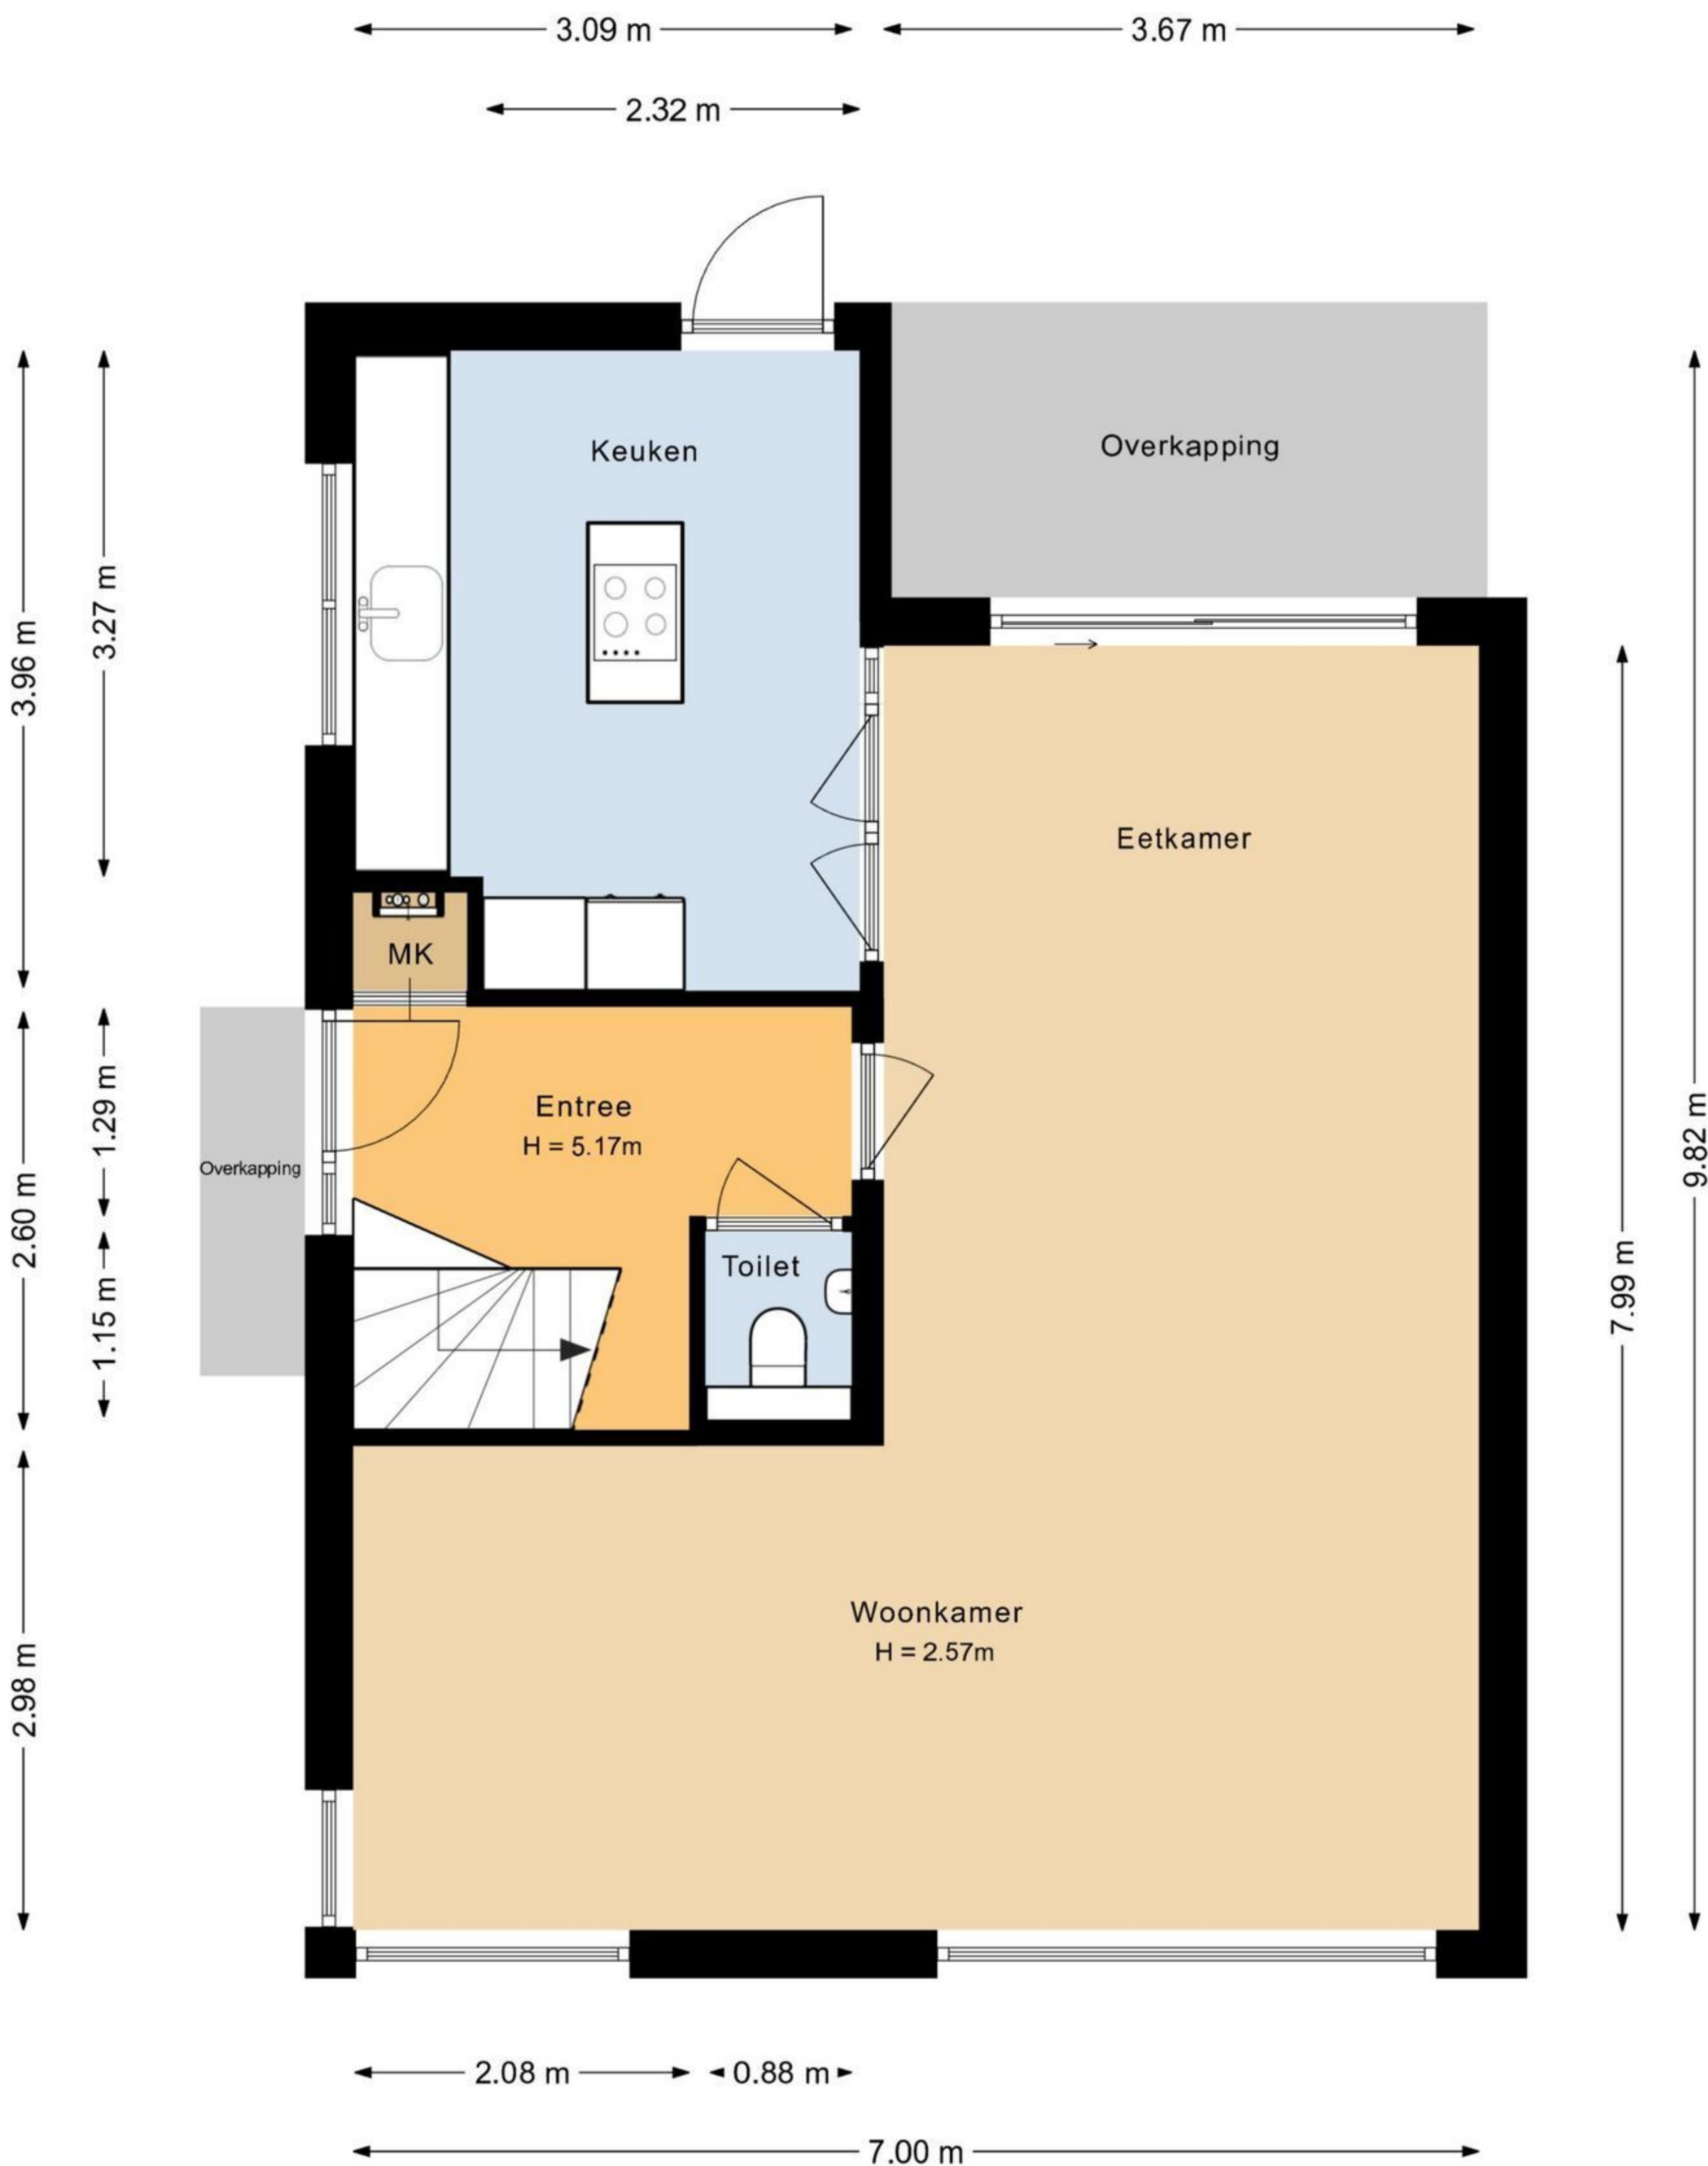 3.09 m
3.67 m
2.32 m
Keuken
Overkapping
3.27 m
3.96 m
Eetkamer
MK
1.29 m
Entree
H = 5.17m
Overkapping
9.82 m
2.60 m
Toilet
7.99 m
1.15 m
Woonkamer
H = 2.57m
2.98 m
2.08 m
0.88 m
7.00 m